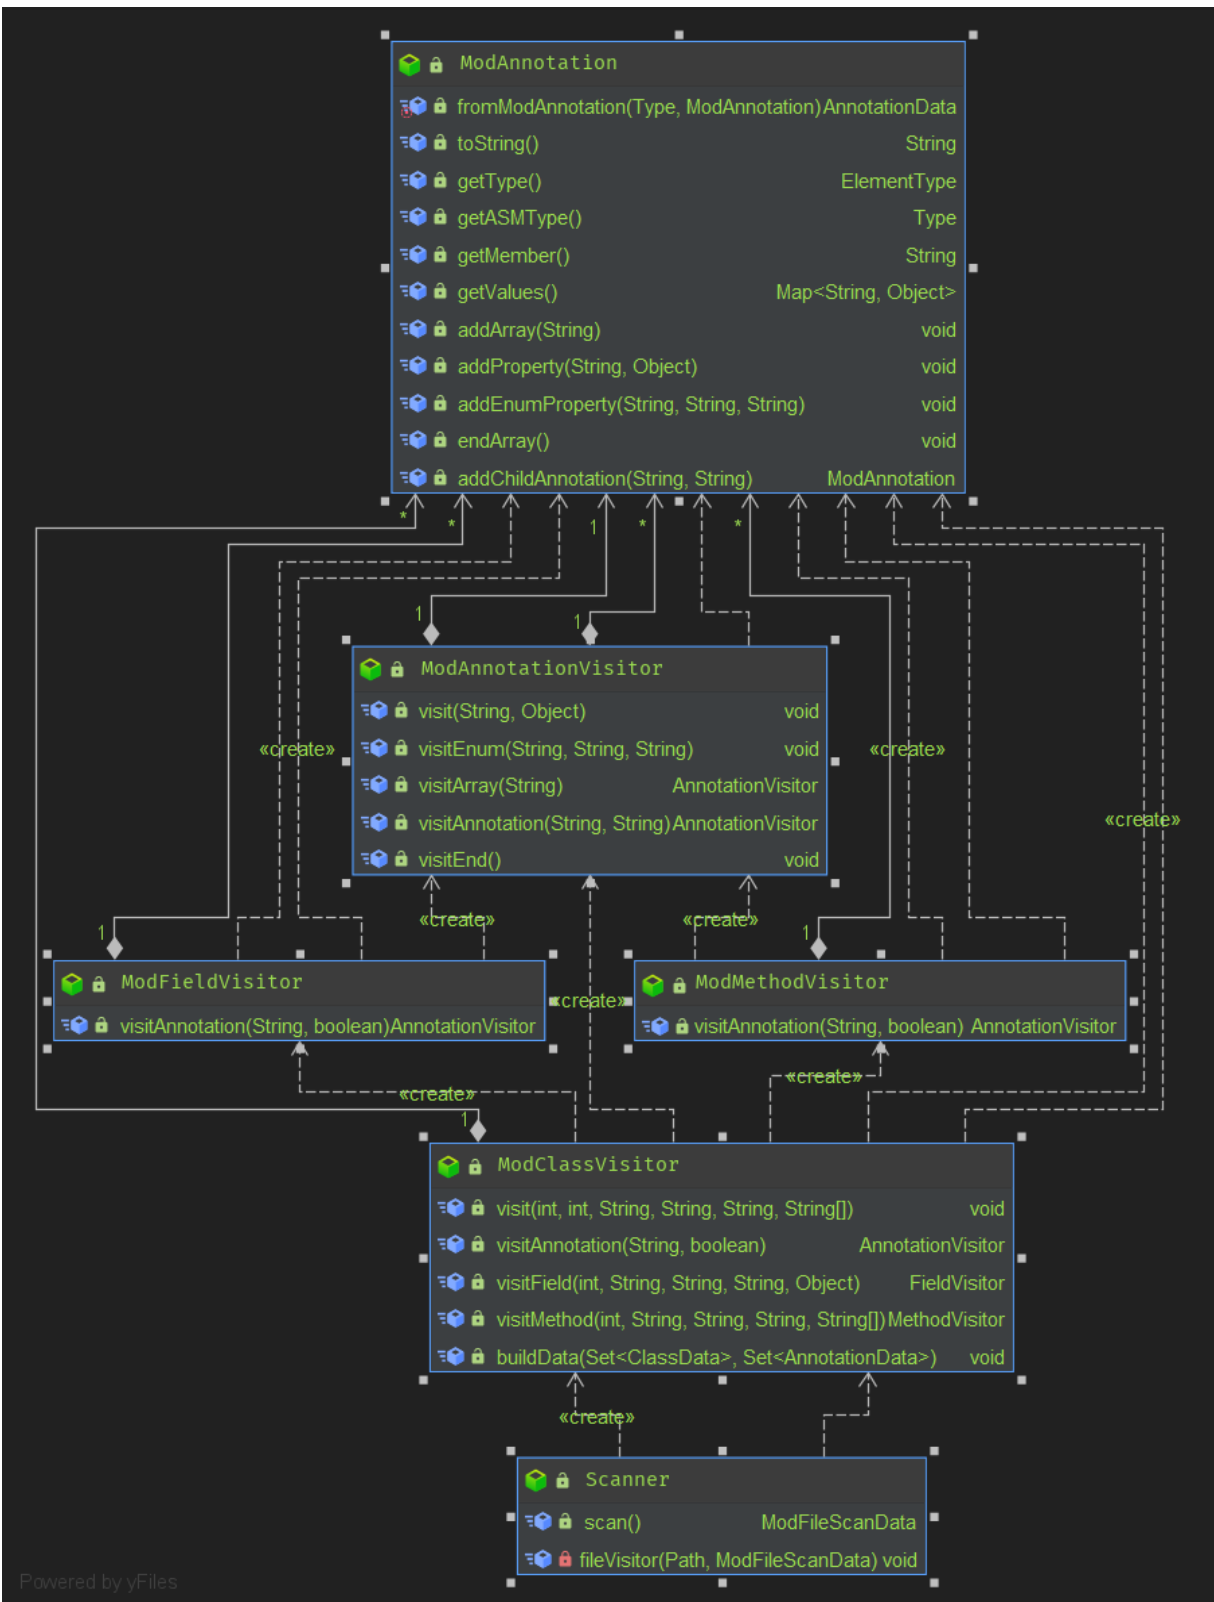 ModAnnotation
fromModAnnotation(Type, ModAnnotation) AnnotationData
toString() String
getType() ElementType
getASMType() Type
getMember() String
getValues() Map<String, Object>
addArray(String) void
addProperty(String, Object) void
addEnumProperty(String, String, String) void
endArray() void
addChildAnnotation(String, String) ModAnnotation
* * 1 * *
1 1
ModAnnotationVisitor
visit(String, Object) void
«create» visitEnum(String, String, String) void «create»
visitArray(String) AnnotationVisitor
visitAnnotation(String, String) AnnotationVisitor «create»
visitEnd() void
«create» «create»
1 1
ModFieldVisitor «create» ModMethodVisitor
visitAnnotation(String, boolean) AnnotationVisitor visitAnnotation(String, boolean) AnnotationVisitor
«create»
«create»
1
ModClassVisitor
visit(int, int, String, String, String, String[]) void
visitAnnotation(String, boolean) AnnotationVisitor
visitField(int, String, String, String, Object) FieldVisitor
visitMethod(int, String, String, String, String[]) MethodVisitor
buildData(Set<ClassData>, Set<AnnotationData>) void
«create»
Scanner
scan() ModFileScanData
fileVisitor(Path, ModFileScanData) void
Powered by yFiles